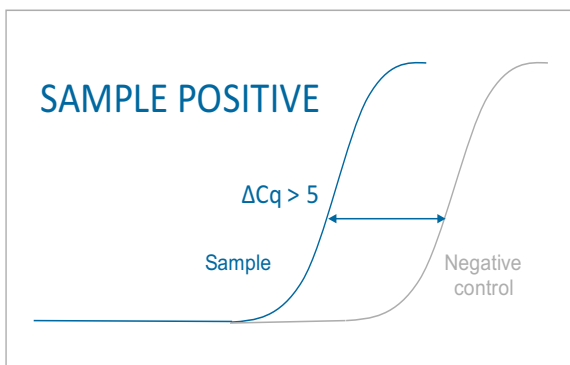 SAMPLE POSITIVE
ΔCq > 5
Sample
Negative
control